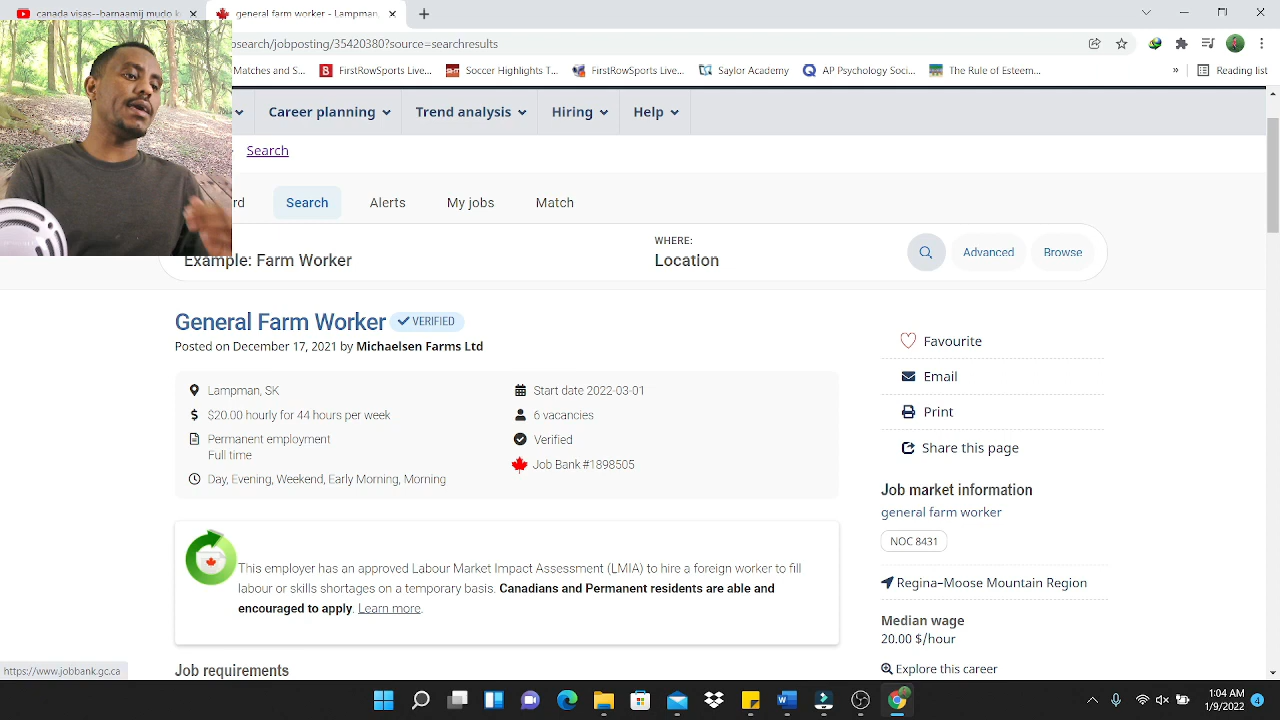 canada--myimmi
search/jobposting/35420380?source=searchresults
Matches and S...
FirstRowSports Live...
Soccer Highlights T...
FirstRowSports Live...
Saylor Academy
AP Psychology Soci...
The Rule of Esteem...
»
Reading list
Career planning
Trend analysis
Hiring
Help
Search
rd
Search
Alerts
My jobs
Match
WHERE:
Example: Farm Worker
Location
Advanced
Browse
General Farm Worker
VERIFIED
Posted on December 17, 2021 by Michaelsen Farms Ltd
Lampman, SK
$20.00 hourly for 44 hours per week
Permanent employment
Full time
Day, Evening, Weekend, Early Morning, Morning
Start date 2022-03-01
6 vacancies
Verified
Job Bank #1898505
Favourite
Email
Print
Share this page
This employer has an approved Labour Market Impact Assessment (LMIA) to hire a foreign worker to fill
labour or skills shortages on a temporary basis. Canadians and Permanent residents are able and
encouraged to apply. Learn more.
Job market information
general farm worker
NOC 8431
Regina–Moose Mountain Region
Median wage
20.00 $/hour
Explore this career
Job requirements
https://www.jobbank.gc.ca
1:04 AM
1/9/2022
4